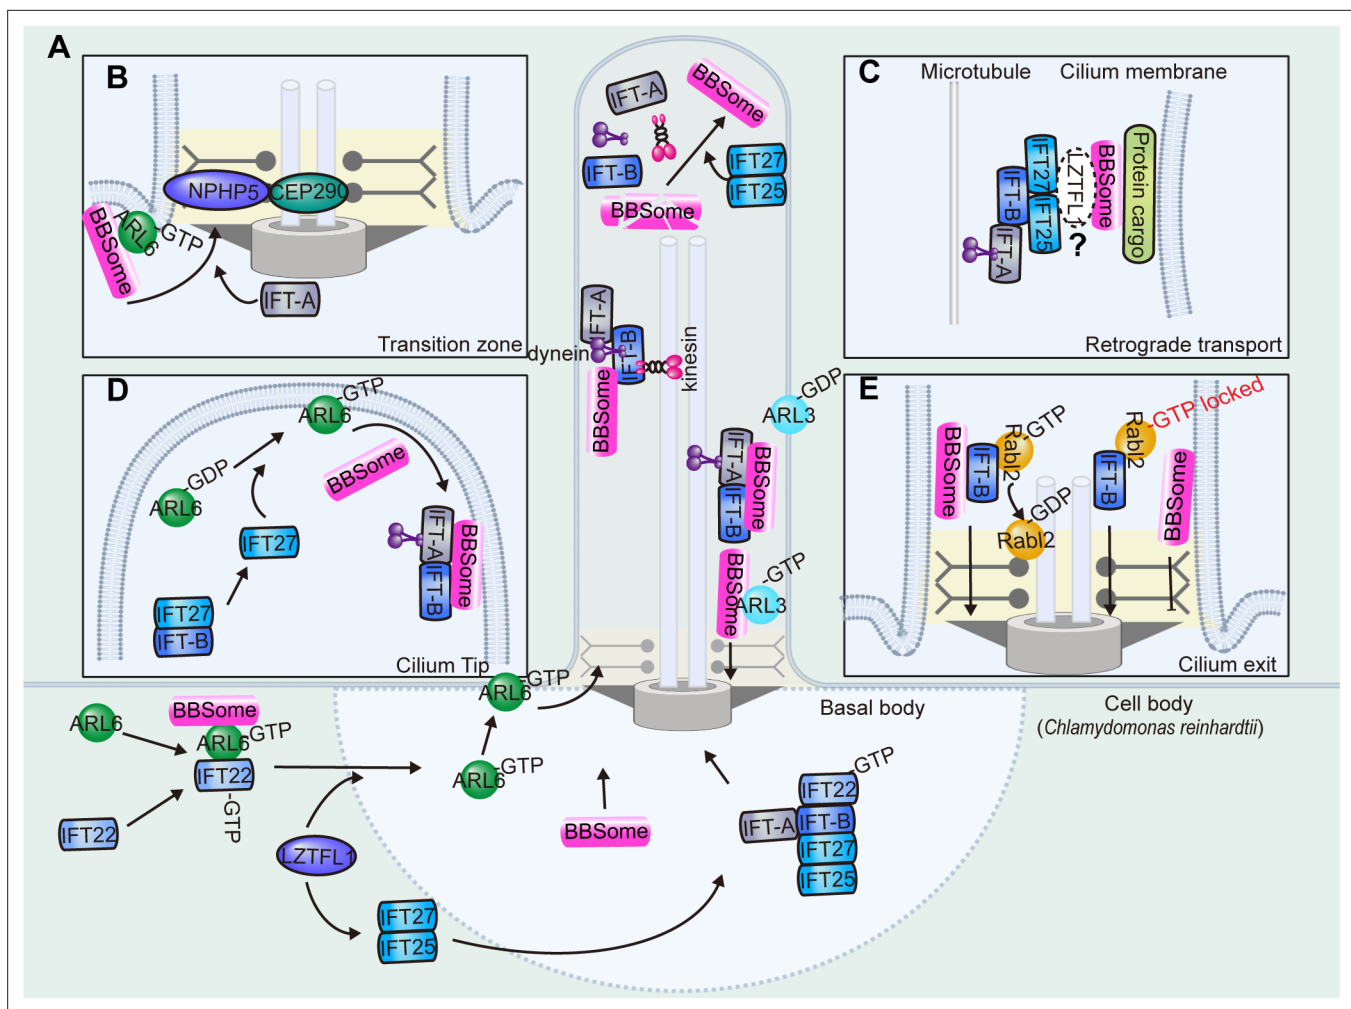 A
B
NPHP5
CEP290
ARL6
-GTP
BBSome
IFT-A
Transition zone
IFT-A
BBSome
IFT-B
IFT27
IFT25
BBSome
IFT-A
IFT-B
dynein
kinesin
BBSome
-GDP
ARL3
IFT-A
IFT-B
BBSome
BBSome
-GTP
ARL3
C
Microtubule
Cilium membrane
IFT27
IFT25
LZTFL1
?
BBSome
Protein cargo
IFT-B
IFT-A
Retrograde transport
D
-GTP
ARL6
-GDP
ARL6
BBSome
IFT27
IFT27
IFT-B
IFT-A
IFT-B
BBSome
Cilium Tip
E
BBSome
IFT-B
Rabl2
-GTP
-GDP
Rabl2
Rabl2
-GTP locked
IFT-B
BBSome
Cilium exit
ARL6
-GTP
Basal body
Cell body
(Chlamydomonas reinhardtii)
ARL6
BBSome
ARL6
-GTP
IFT22
-GTP
IFT22
ARL6
-GTP
LZTFL1
BBSome
-GTP
IFT22
IFT-A
IFT-B
IFT27
IFT25
IFT27
IFT25